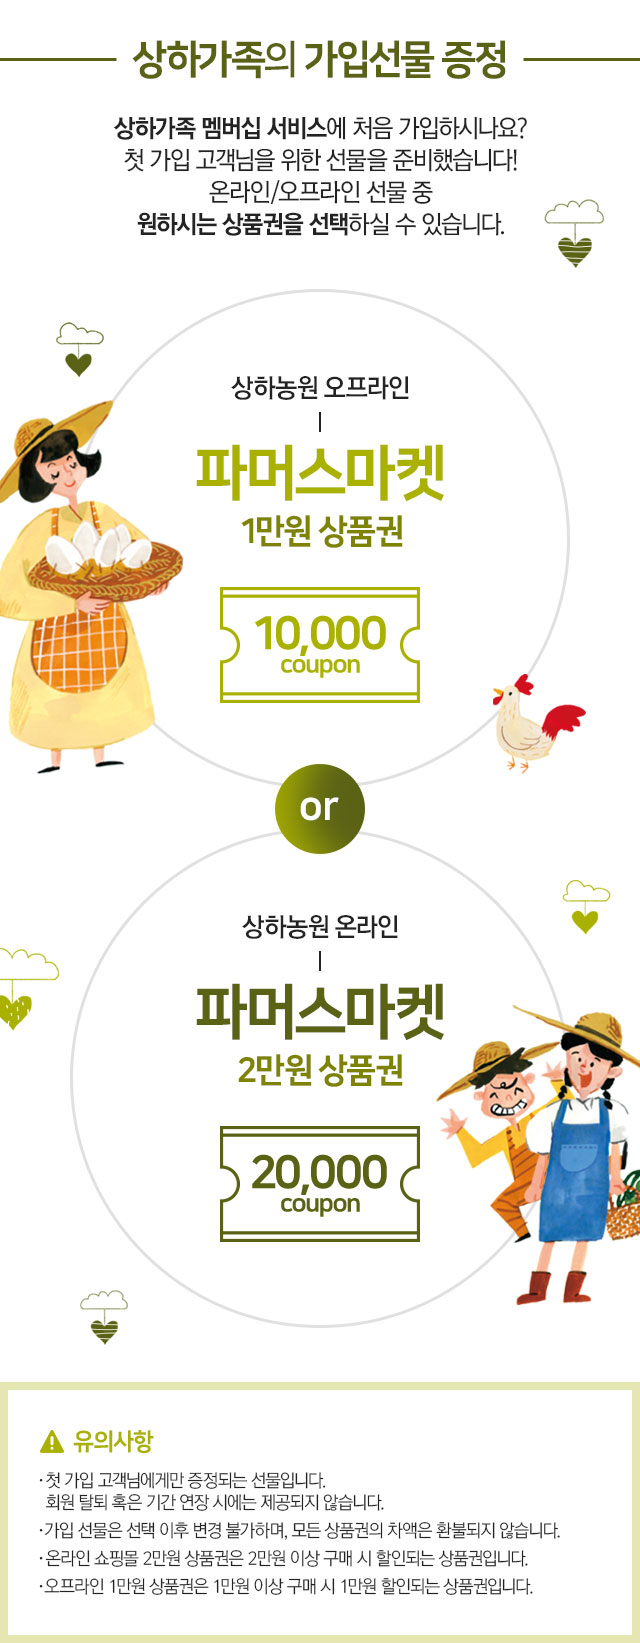 상하가족의 가입선물 증정
상하가족 멤버십 서비스에 처음 가입하시나요?
첫 가입 고객님을 위한 선물을 준비했습니다!
온라인/오프라인 선물 중
원하시는 상품권을 선택하실 수 있습니다.
상하농원 오프라인
파머스마켓
1만원 상품권
10,000
coupon
or
상하농원 온라인
파머스마켓
2만원 상품권
20,000
coupon
유의사항
· 첫 가입 고객님에게만 증정되는 선물입니다.
회원 탈퇴 혹은 기간 연장 시에는 제공되지 않습니다.
· 가입 선물은 선택 이후 변경 불가하며, 모든 상품권의 차액은 환불되지 않습니다.
· 온라인 쇼핑몰 2만원 상품권은 2만원 이상 구매 시 할인되는 상품권입니다.
· 오프라인 1만원 상품권은 1만원 이상 구매 시 1만원 할인되는 상품권입니다.